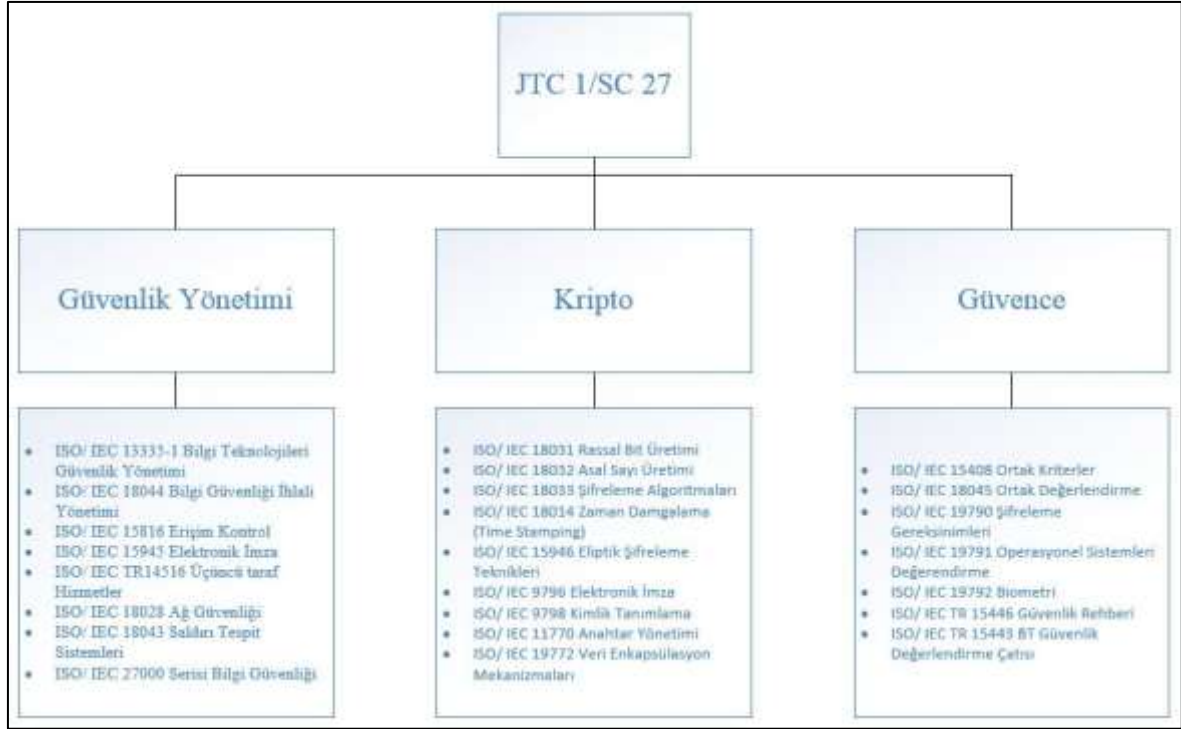 JTC 1/SC 27
Güvenlik Yönetimi
Kripto
Güvence
• ISO/ IEC 13335-1 Bilgi Teknolojileri
Güvenlik Yönetimi
• ISO/ IEC 18044 Bilgi Güvenliği İhlali
Yönetimi
• ISO/ IEC 15816 Erişim Kontrol
• ISO/ IEC 15945 Elektronik İmza
• ISO/ IEC TR14516 Üçüncü taraf
Hizmetler
• ISO/ IEC 18028 Ağ Güvenliği
• ISO/ IEC 18043 Saldırı Tespit
Sistemleri
• ISO/ IEC 27000 Serisi Bilgi Güvenliği
• ISO/ IEC 18031 Rassal Bit Üretimi
• ISO/ IEC 18032 Asal Sayı Üretimi
• ISO/ IEC 18033 Şifreleme Algoritmaları
• ISO/ IEC 18014 Zaman Damgalama
(Time Stamping)
• ISO/ IEC 15946 Eliptik Şifreleme
Teknikleri
• ISO/ IEC 9796 Elektronik İmza
• ISO/ IEC 9798 Kimlik Tanımlama
• ISO/ IEC 11770 Anahtar Yönetimi
• ISO/ IEC 19772 Veri Enkapsülasyon
Mekanizmaları
• ISO/ IEC 15408 Ortak Kriterler
• ISO/ IEC 18045 Ortak Değerlendirme
• ISO/ IEC 19790 Şifreleme
Gereksinimleri
• ISO/ IEC 19791 Operasyonel Sistemleri
Değerendirme
• ISO/ IEC 19792 Biometri
• ISO/ IEC TR 15446 Güvenlik Rehberi
• ISO/ IEC TR 15443 BT Güvenlik
Değerlendirme Çatısı